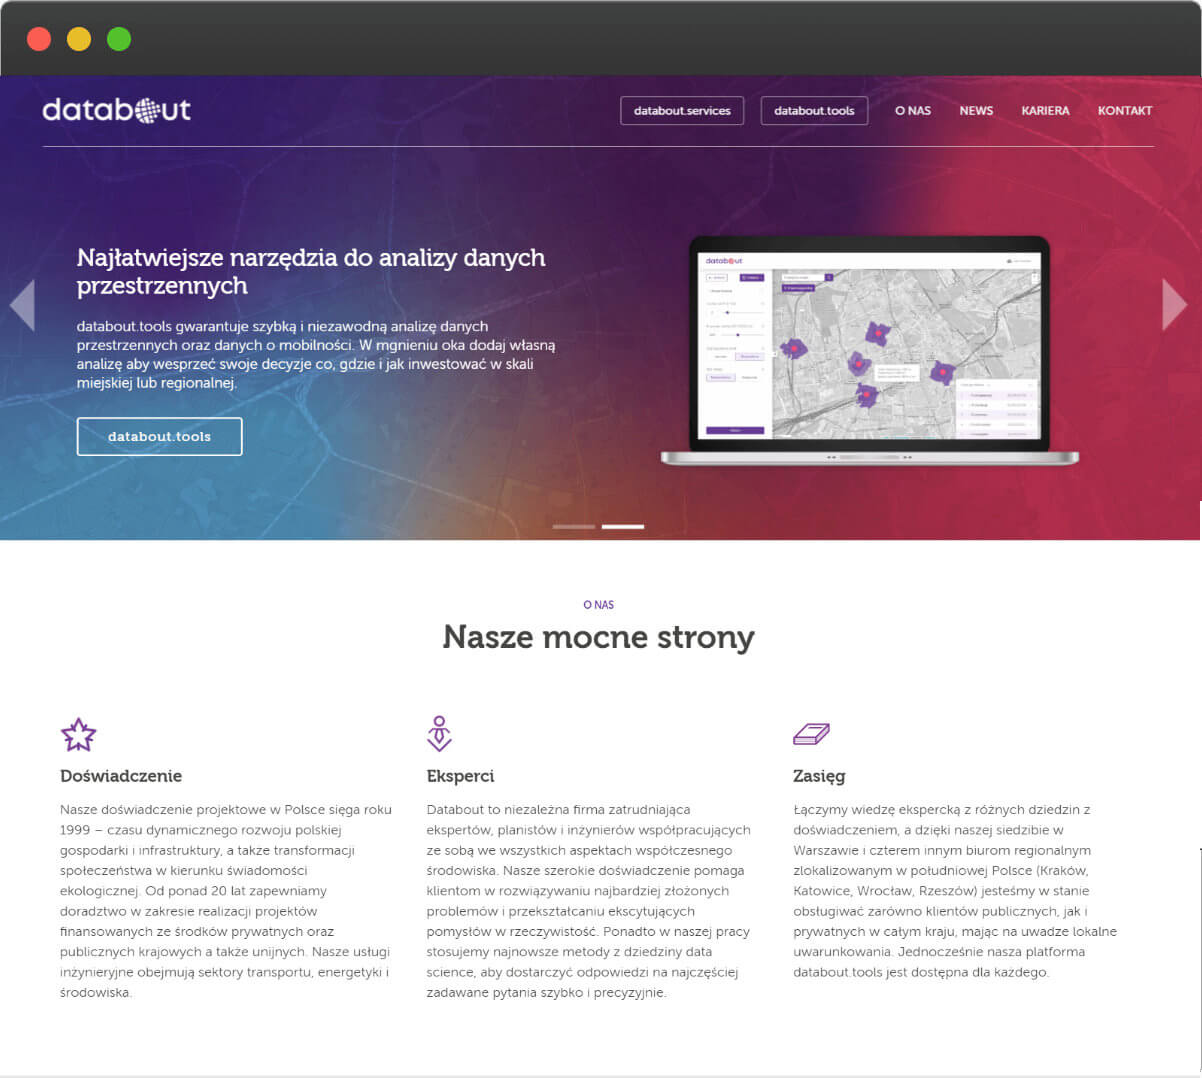 databout
databout.services
databout.tools
O NAS
NEWS
KARIERA
KONTAKT
Najłatwiejsze narzędzia do analizy danych
przestrzennych
databout.tools gwarantuje szybką i niezawodną analizę danych
przestrzennych oraz danych o mobilności. W mgnieniu oka dodaj własną
analizę aby wesprzeć swoje decyzje co, gdzie i jak inwestować w skali
miejskiej lub regionalnej.
databout.tools
databout
O NAS
Nasze mocne strony
Doświadczenie
Nasze doświadczenie projektowe w Polsce sięga roku
1999 – czasu dynamicznego rozwoju polskiej
gospodarki i infrastruktury, a także transformacji
społeczeństwa w kierunku świadomości
ekologicznej. Od ponad 20 lat zapewniamy
doradztwo w zakresie realizacji projektów
finansowanych ze środków prywatnych oraz
publicznych krajowych a także unijnych. Nasze usługi
inżynieryjne obejmują sektory transportu, energetyki i
środowiska.
Eksperci
Databout to niezależna firma zatrudniająca
ekspertów, planistów i inżynierów współpracujących
ze sobą we wszystkich aspektach współczesnego
środowiska. Nasze szerokie doświadczenie pomaga
klientom w rozwiązywaniu najbardziej złożonych
problemów i przekształcaniu ekscytujących
pomysłów w rzeczywistość. Ponadto w naszej pracy
stosujemy najnowsze metody z dziedziny data
science, aby dostarczyć odpowiedzi na najczęściej
zadawane pytania szybko i precyzyjnie.
Zasięg
Łączymy wiedzę ekspercką z różnych dziedzin z
doświadczeniem, a dzięki naszej siedzibie w
Warszawie i czterem innym biurom regionalnym
zlokalizowanym w południowej Polsce (Kraków,
Katowice, Wrocław, Rzeszów) jesteśmy w stanie
obsługiwać zarówno klientów publicznych, jak i
prywatnych w całym kraju, mając na uwadze lokalne
uwarunkowania. Jednocześnie nasza platforma
databout.tools jest dostępna dla każdego.